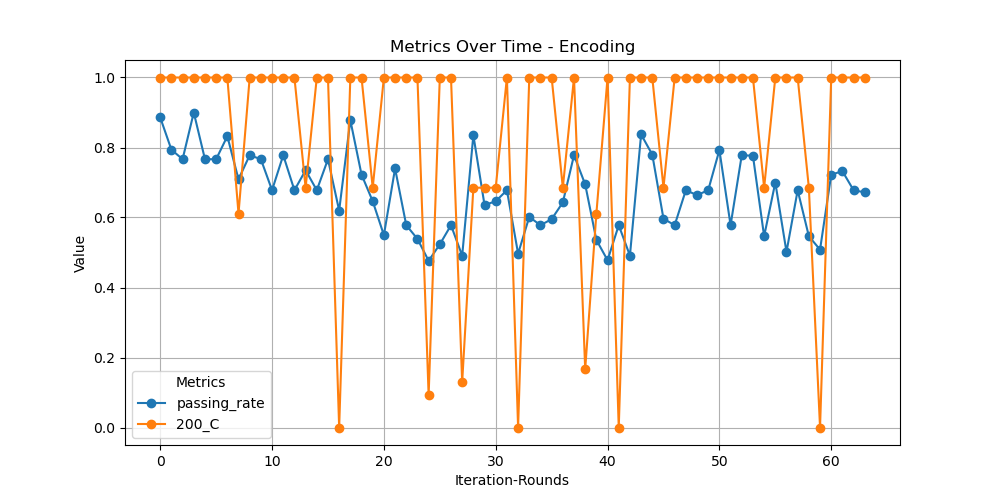 Metrics Over Time - Encoding
Value
1.0
0.8
0.6
0.4
0.2
0.0
Metrics
passing_rate
200_C
0 10 20 30 40 50 60
Iteration-Rounds